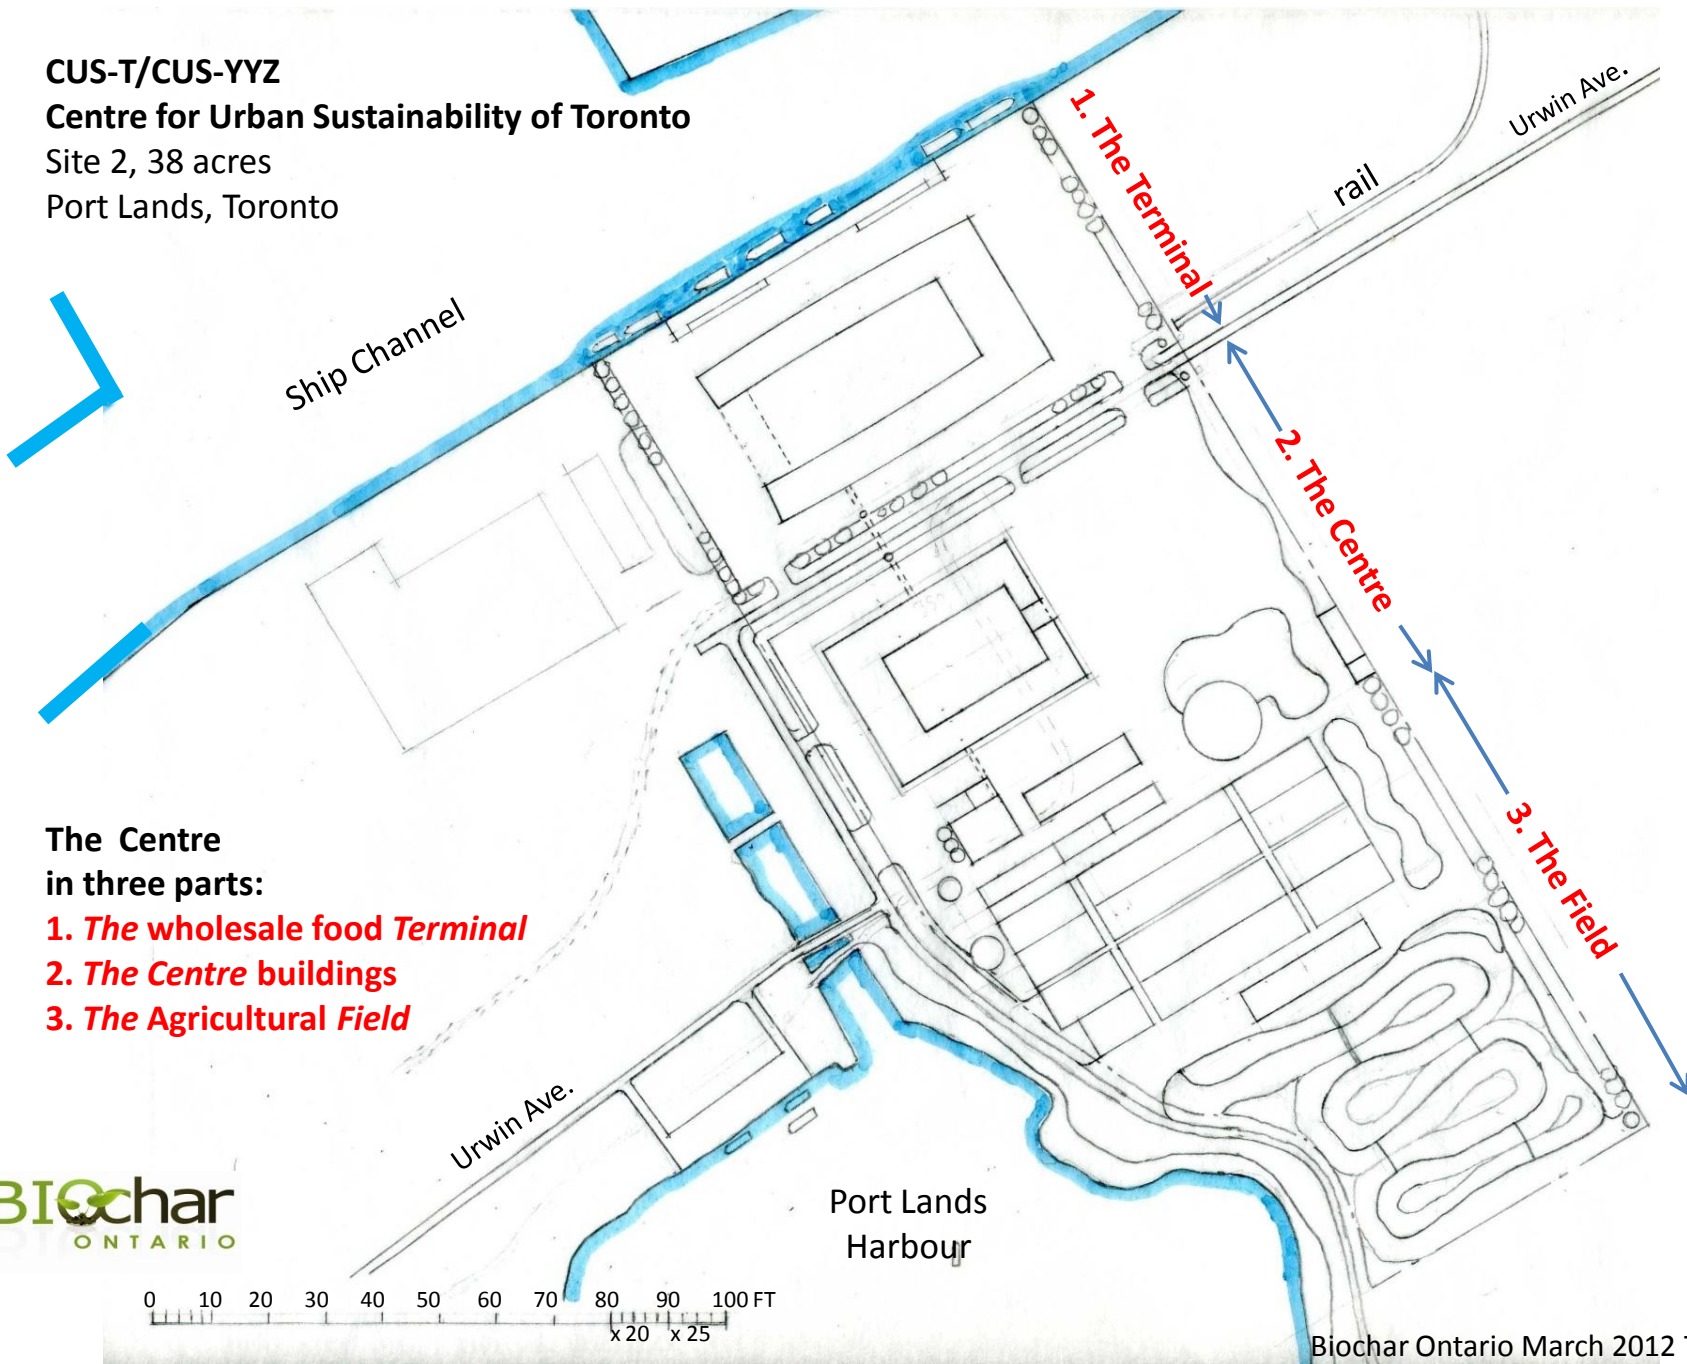 CUS-T/CUS-YYZ
Centre for Urban Sustainability of Toronto
Site 2, 38 acres
Port Lands, Toronto
1. The Terminal
Urwin Ave.
rail
Ship Channel
2. The Centre
3. The Field
The Centre
in three parts:
1. The wholesale food Terminal
2. The Centre buildings
3. The Agricultural Field
Urwin Ave.
Port Lands
Harbour
BIOchar
ONTARIO
0 10 20 30 40 50 60 70 80 90 100 FT
x 20 x 25
Biochar Ontario March 2012